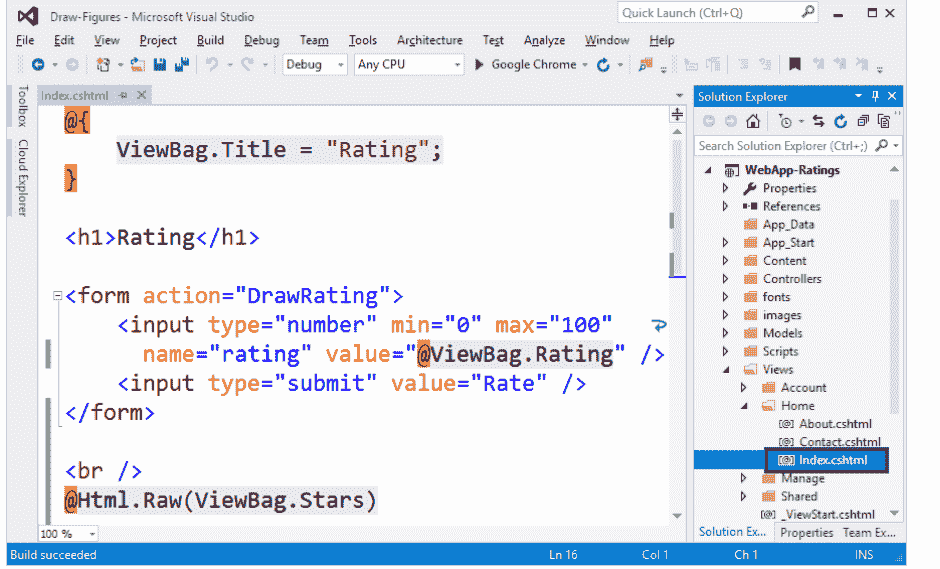 Draw-Figures - Microsoft Visual Studio
Quick Launch (Ctrl+Q)
File Edit View Project Build Debug Team Tools Architecture Test Analyze Window Help
Debug Any CPU Google Chrome
Toolbox
Cloud Explorer
Index.cshtml
@{
ViewBag.Title = "Rating";
}
<h1>Rating</h1>
<form action="DrawRating">
<input type="number" min="0" max="100"
name="rating" value="@ViewBag.Rating" />
<input type="submit" value="Rate" />
</form>
<br />
@Html.Raw(ViewBag.Stars)
100 %
Solution Explorer
Search Solution Explorer (Ctrl+;)
WebApp-Ratings
Properties
References
App_Data
App_Start
Content
Controllers
fonts
images
Models
Scripts
Views
Account
Home
[@] About.cshtml
[@] Contact.cshtml
[@] Index.cshtml
Manage
Shared
[@] _ViewStart.cshtml
Solution Ex... Properties Team Ex...
Build succeeded Ln 16 Col 1 Ch 1 INS